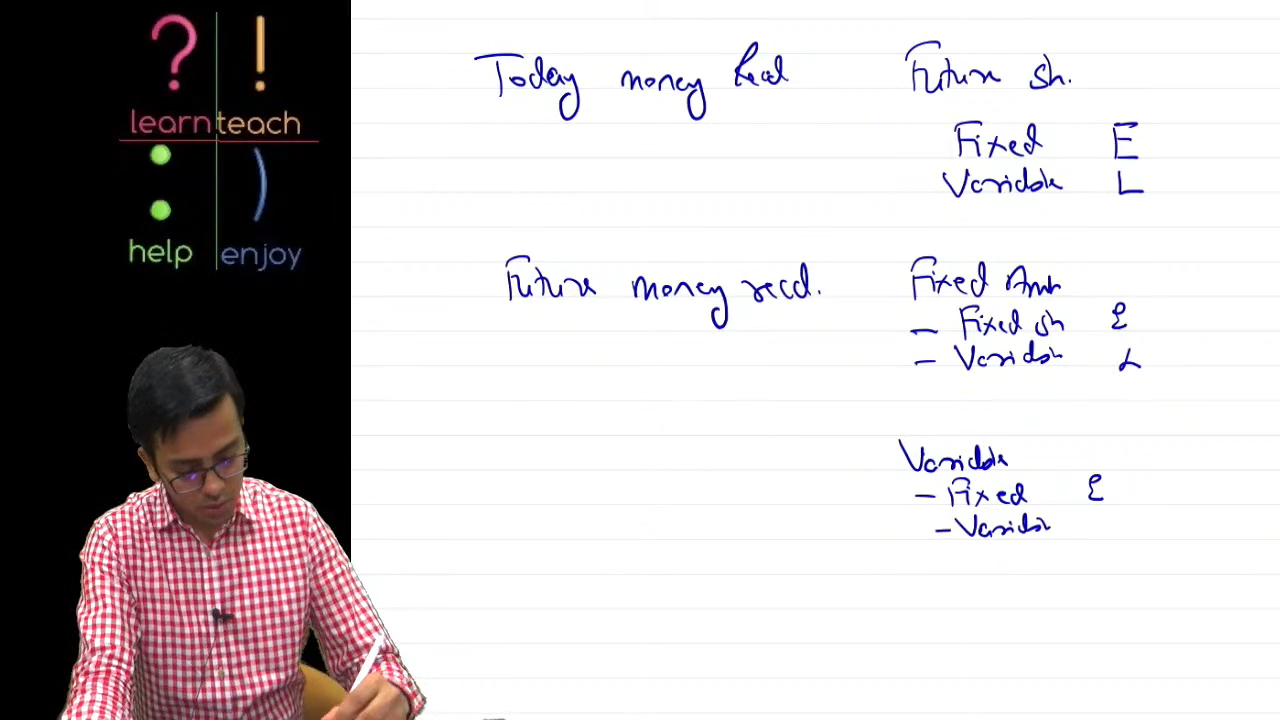 ? !
learn teach
: )
help enjoy
Today money Recd Future sh.
Fixed E
Variable L
Future money recd. Fixed Amt
- Fixed sh E
- Variable L
Variable
- Fixed E
- Variable